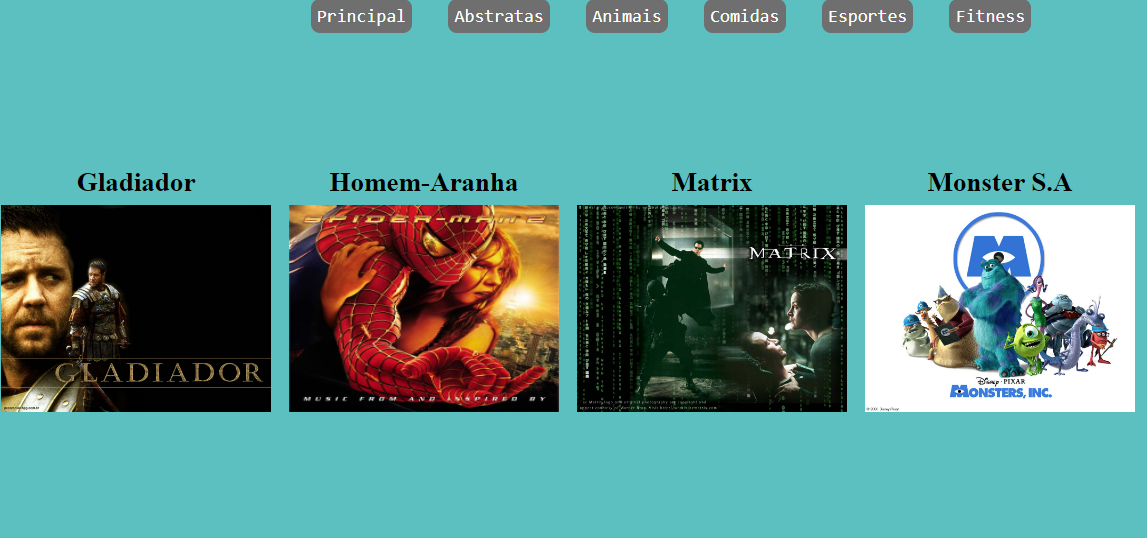 Principal Abstratas Animais Comidas Esportes Fitness
Gladiador Homem-Aranha Matrix Monster S.A
GLADIADOR
SPIDER-MAN 2
MUSIC FROM AND INSPIRED BY
MATRIX
Disney · PIXAR
MONSTERS, INC.